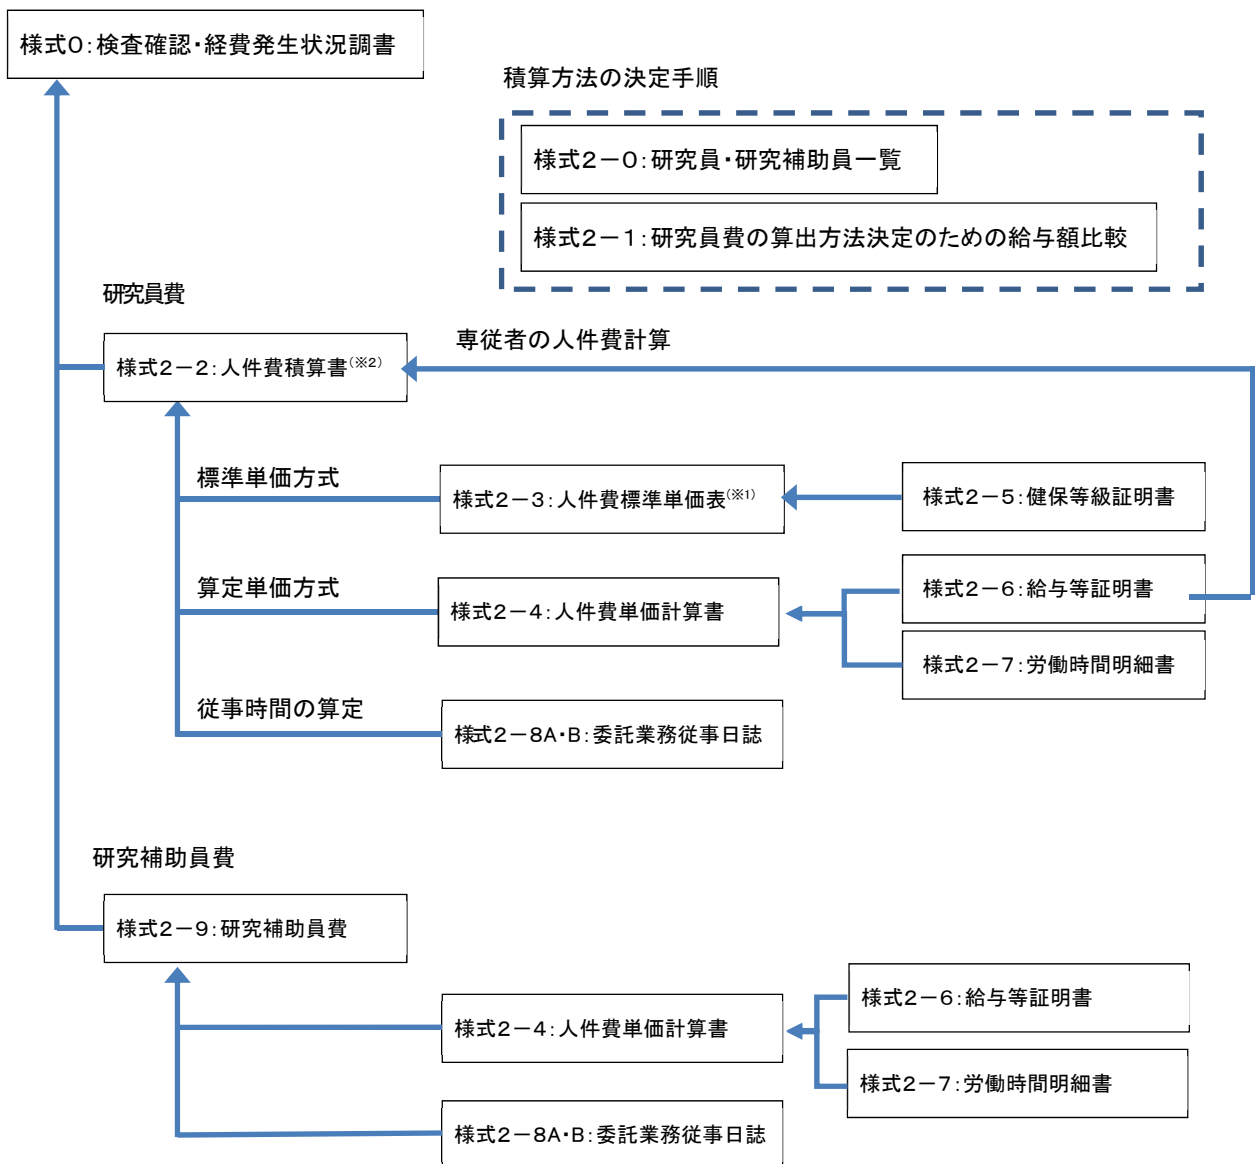 様式0:検査確認・経費発生状況調書
積算方法の決定手順
様式2-0:研究員・研究補助員一覧
様式2-1:研究員費の算出方法決定のための給与額比較
研究員費
専従者の人件費計算
様式2-2:人件費積算書(※2)
標準単価方式
様式2-3:人件費標準単価表(※1)
様式2-5:健保等級証明書
算定単価方式
様式2-4:人件費単価計算書
様式2-6:給与等証明書
様式2-7:労働時間明細書
従事時間の算定
様式2-8A・B:委託業務従事日誌
研究補助員費
様式2-9:研究補助員費
様式2-6:給与等証明書
様式2-4:人件費単価計算書
様式2-7:労働時間明細書
様式2-8A・B:委託業務従事日誌